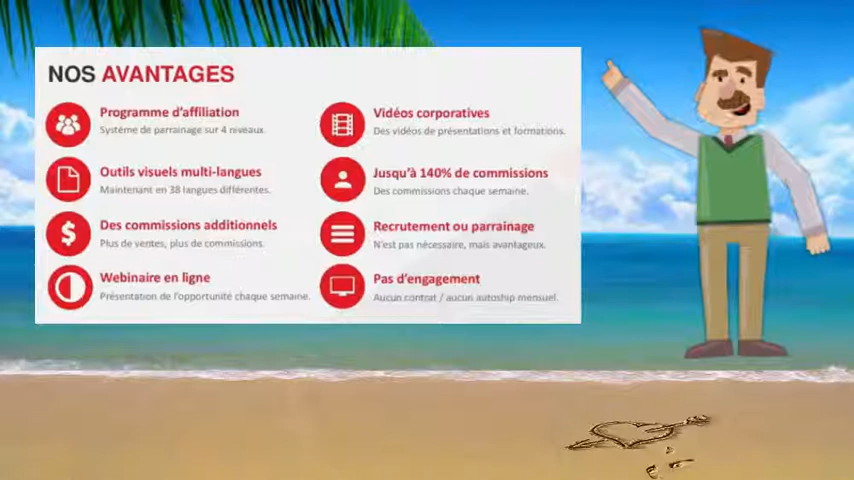 NOS AVANTAGES
Programme d'affiliation
Système de parrainage sur 4 niveaux.
Outils visuels multi-langues
Maintenant en 38 langues différentes.
Des commissions additionnels
Plus de ventes, plus de commissions.
Webinaire en ligne
Présentation de l'opportunité chaque semaine.
Vidéos corporatives
Des vidéos de présentations et formations.
Jusqu'à 140% de commissions
Des commissions chaque semaine.
Recrutement ou parrainage
N'est pas nécessaire, mais avantageux.
Pas d'engagement
Aucun contrat / aucun autoship mensuel.